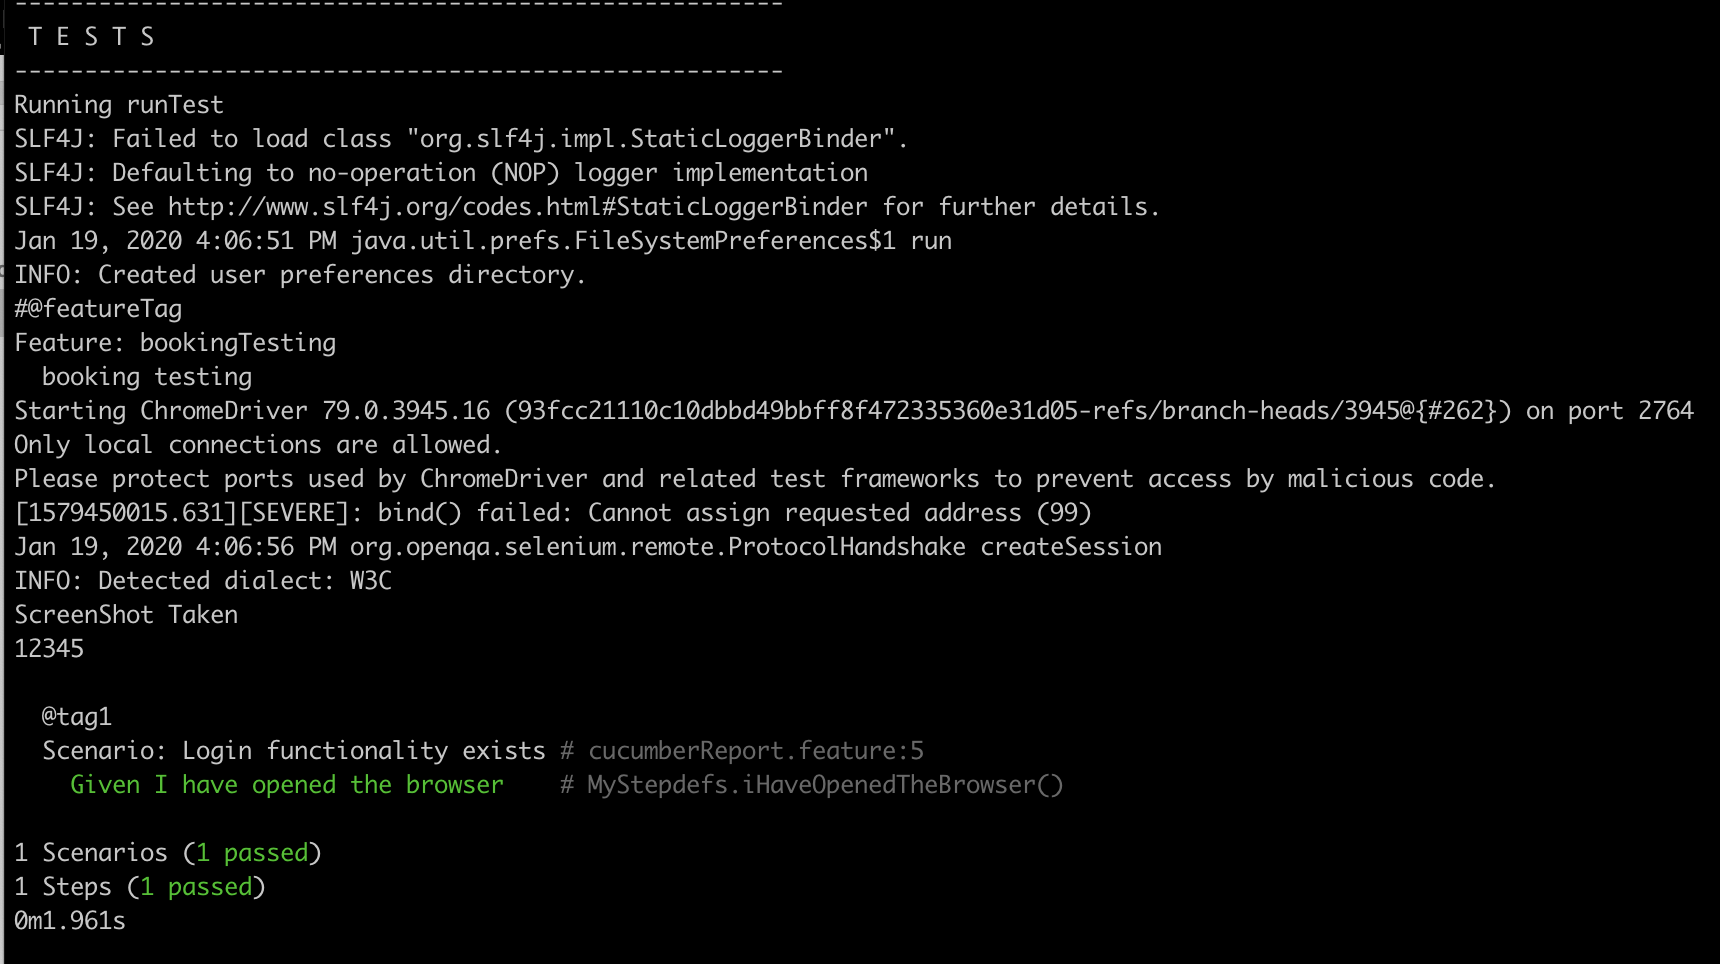 -------------------------------------------------------
T E S T S
-------------------------------------------------------
Running runTest
SLF4J: Failed to load class "org.slf4j.impl.StaticLoggerBinder".
SLF4J: Defaulting to no-operation (NOP) logger implementation
SLF4J: See http://www.slf4j.org/codes.html#StaticLoggerBinder for further details.
Jan 19, 2020 4:06:51 PM java.util.prefs.FileSystemPreferences$1 run
INFO: Created user preferences directory.
#@featureTag
Feature: bookingTesting
  booking testing
Starting ChromeDriver 79.0.3945.16 (93fcc21110c10dbbd49bbff8f472335360e31d05-refs/branch-heads/3945@{#262}) on port 2764
Only local connections are allowed.
Please protect ports used by ChromeDriver and related test frameworks to prevent access by malicious code.
[1579450015.631][SEVERE]: bind() failed: Cannot assign requested address (99)
Jan 19, 2020 4:06:56 PM org.openqa.selenium.remote.ProtocolHandshake createSession
INFO: Detected dialect: W3C
ScreenShot Taken
12345
  @tag1
  Scenario: Login functionality exists # cucumberReport.feature:5
    Given I have opened the browser    # MyStepdefs.iHaveOpenedTheBrowser()
1 Scenarios (1 passed)
1 Steps (1 passed)
0m1.961s